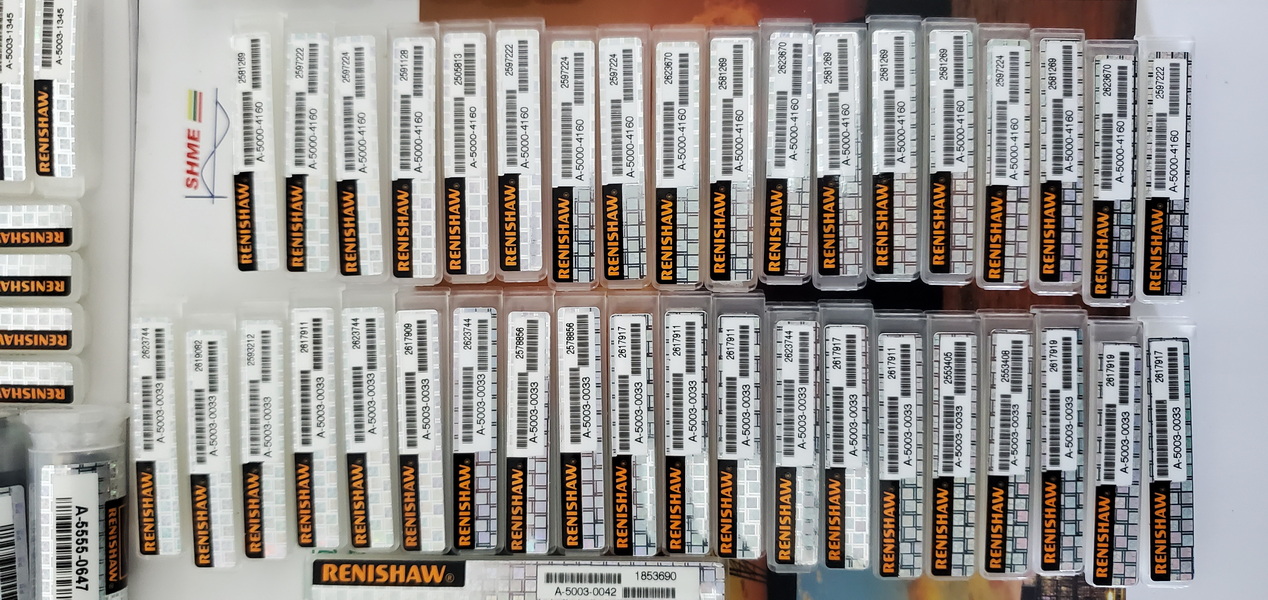 A-5003-1345
A-5003-1345
RENISHAW
SHME
2581269
A-5000-4160
RENISHAW
2597222
A-5000-4160
RENISHAW
2597224
A-5000-4160
RENISHAW
2591128
A-5000-4160
RENISHAW
2505813
A-5000-4160
RENISHAW
2597222
A-5000-4160
RENISHAW
2597224
A-5000-4160
RENISHAW
2597224
A-5000-4160
RENISHAW
2623670
A-5000-4160
RENISHAW
2581269
A-5000-4160
RENISHAW
2623670
A-5000-4160
RENISHAW
2581269
A-5000-4160
RENISHAW
2581269
A-5000-4160
RENISHAW
2581269
A-5000-4160
RENISHAW
2597224
A-5000-4160
RENISHAW
2581269
A-5000-4160
RENISHAW
2623670
A-5000-4160
RENISHAW
2597222
A-5000-4160
RENISHAW
RENISHAW
RENISHAW
RENISHAW
RENISHAW
2623744
A-5003-0033
RENISHAW
2619082
A-5003-0033
RENISHAW
2593212
A-5003-0033
RENISHAW
2617911
A-5003-0033
RENISHAW
2623744
A-5003-0033
RENISHAW
2617909
A-5003-0033
RENISHAW
2623744
A-5003-0033
RENISHAW
2578856
A-5003-0033
RENISHAW
2578856
A-5003-0033
RENISHAW
2617917
A-5003-0033
RENISHAW
2617911
A-5003-0033
RENISHAW
2617911
A-5003-0033
RENISHAW
2623744
A-5003-0033
RENISHAW
2617917
A-5003-0033
RENISHAW
2617911
A-5003-0033
RENISHAW
2553405
A-5003-0033
RENISHAW
2553408
A-5003-0033
RENISHAW
2617919
A-5003-0033
RENISHAW
2617919
A-5003-0033
RENISHAW
2617917
A-5003-0033
RENISHAW
A-5555-0647
RENISHAW
RENISHAW®
1853690
A-5003-0042